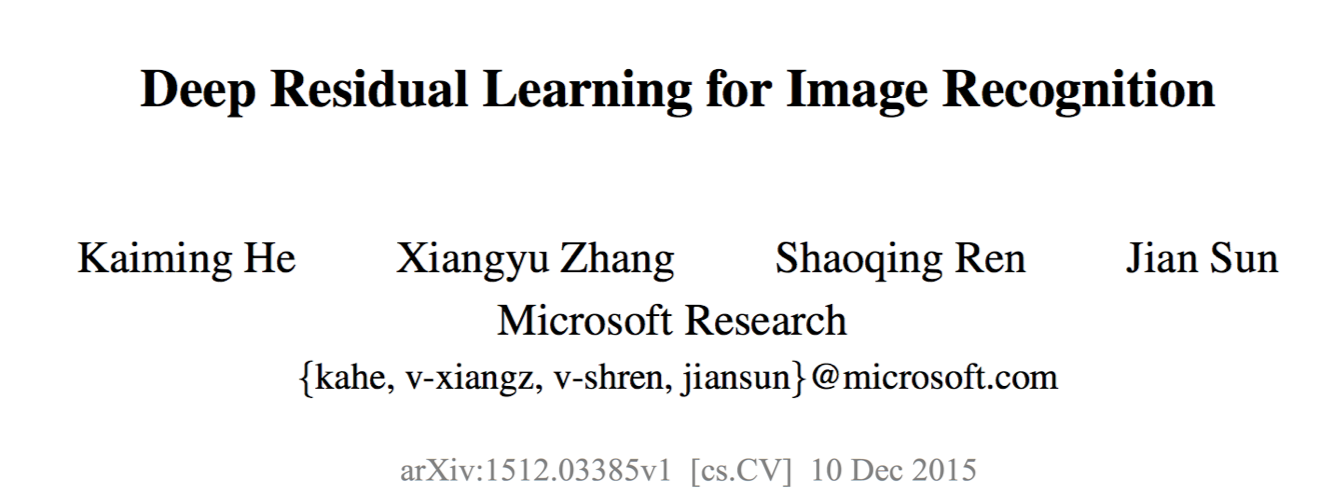 Deep Residual Learning for Image Recognition
Kaiming He Xiangyu Zhang Shaoqing Ren Jian Sun
Microsoft Research
{kahe, v-xiangz, v-shren, jiansun}@microsoft.com
arXiv:1512.03385v1 [cs.CV] 10 Dec 2015